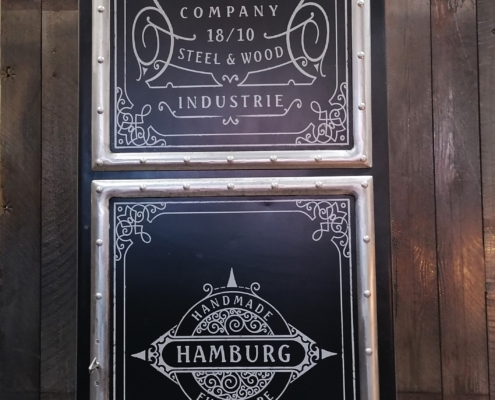 COMPANY
18/10
STEEL & WOOD
INDUSTRIE
HANDMADE
HAMBURG